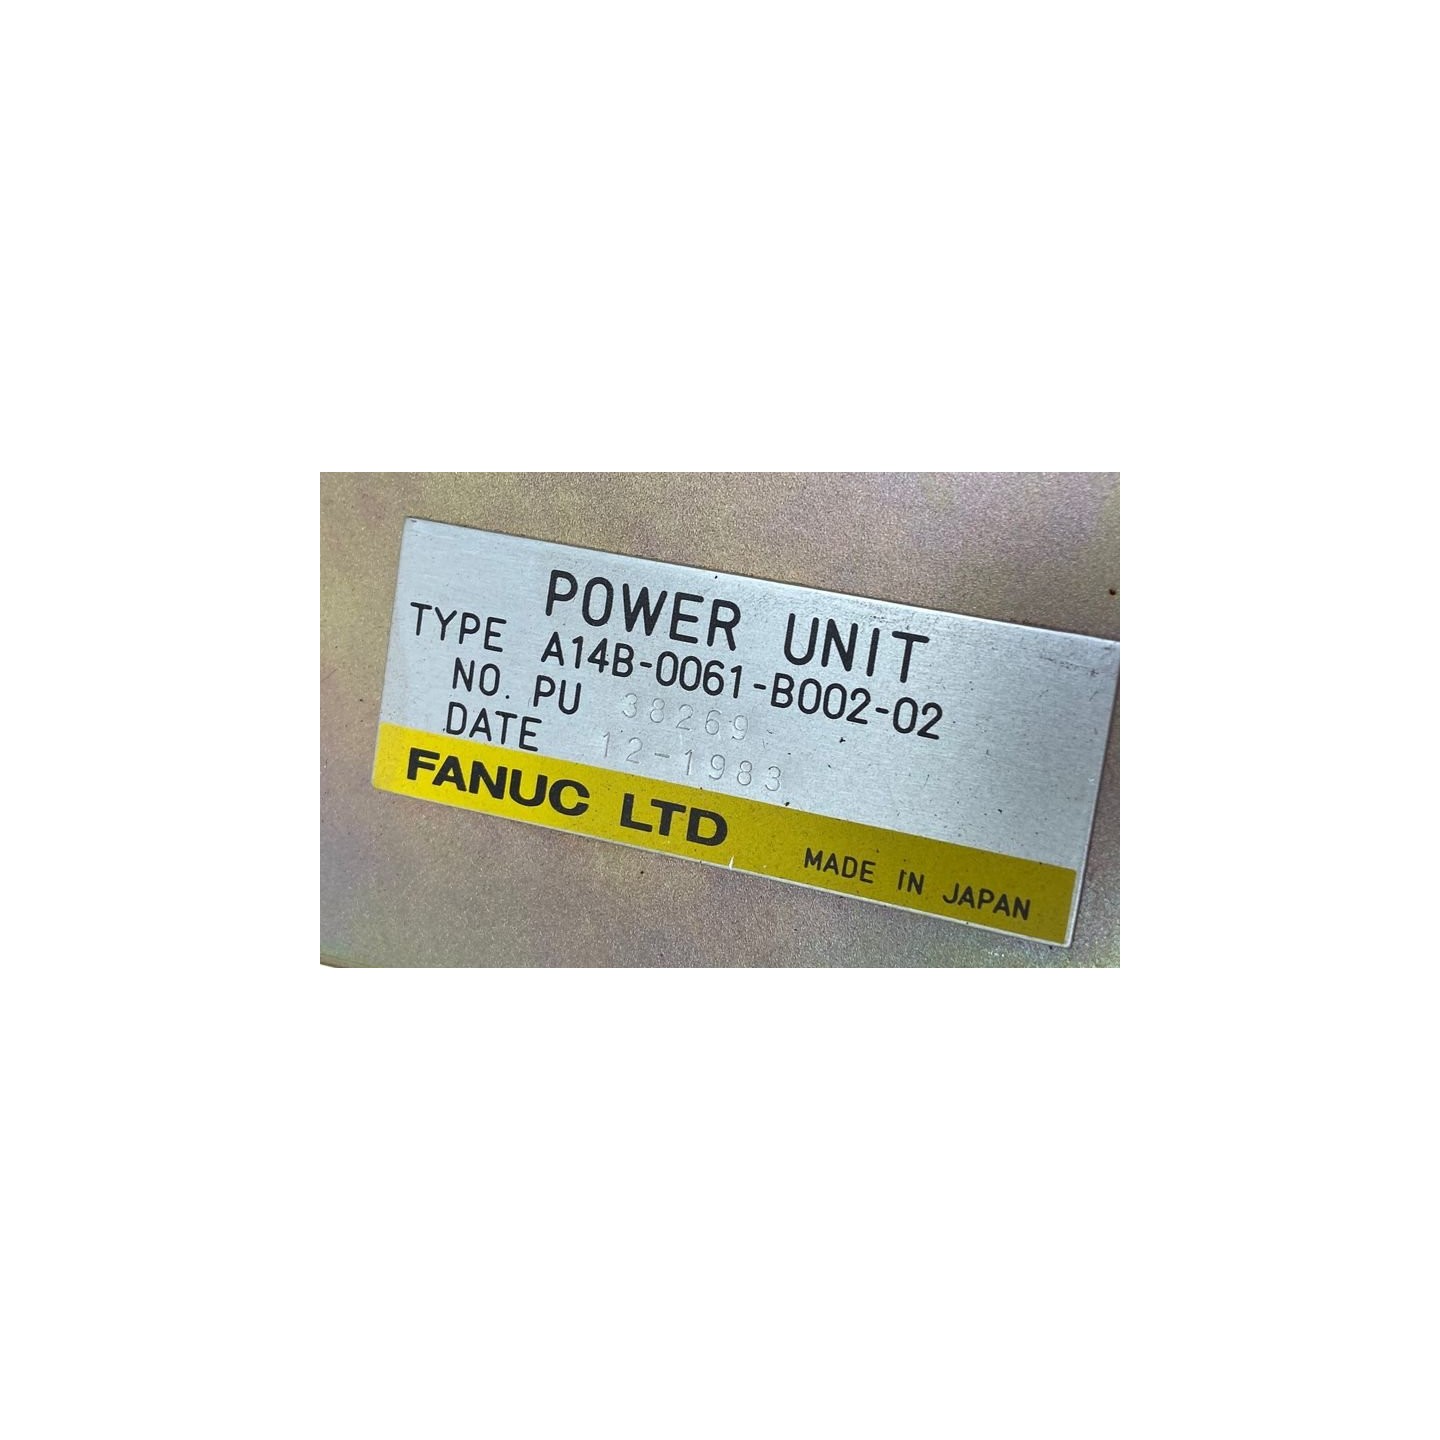 POWER UNIT
TYPE A14B-0061-B002-02
NO. PU 38269
DATE 12-1983
FANUC LTD MADE IN JAPAN